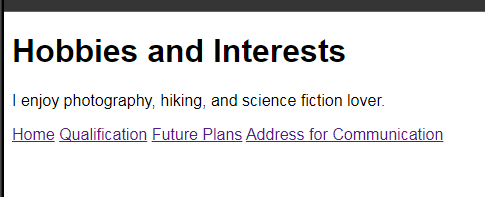 Hobbies and Interests
I enjoy photography, hiking, and science fiction lover.
Home Qualification Future Plans Address for Communication